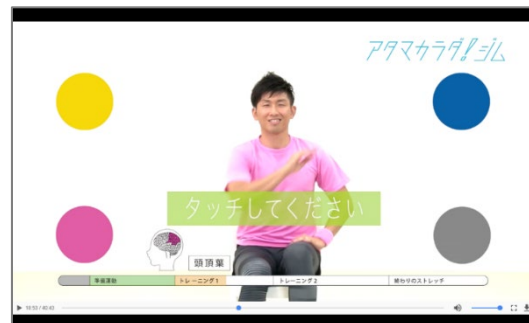 アタマカラダ!ジム
タッチしてください
頭頂葉
準備運動
トレーニング1
トレーニング2
終わりのストレッチ